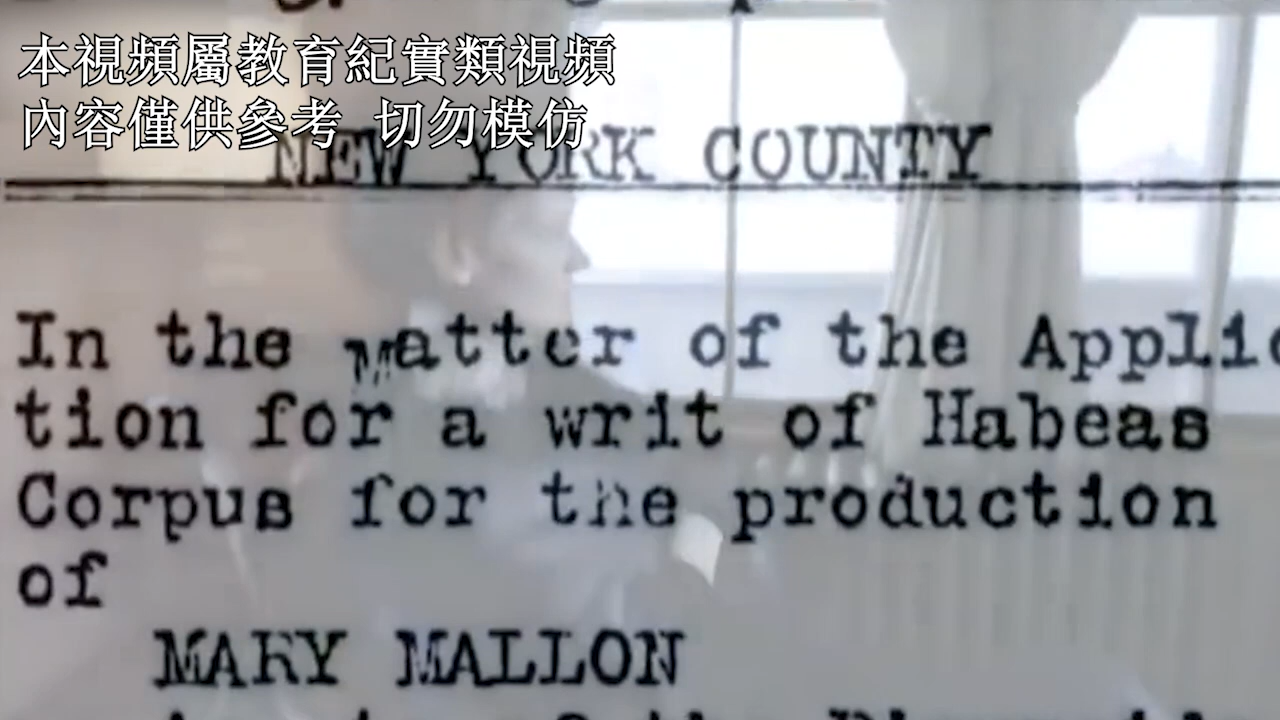 本視頻屬教育紀實類視頻
內容僅供參考 切勿模仿
NEW YORK COUNTY
In the matter of the Applic
tion for a writ of Habeas
Corpus for the production
of
MARY MALLON